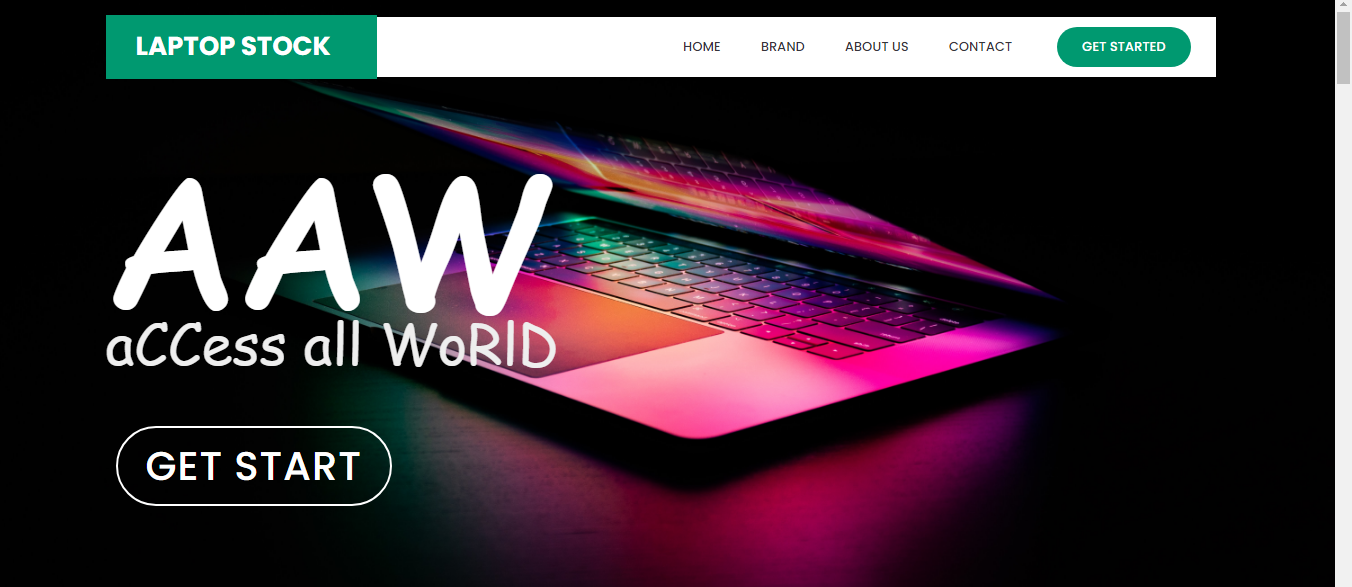 LAPTOP STOCK
HOME BRAND ABOUT US CONTACT GET STARTED
AAW
aCCess all WoRlD
GET START